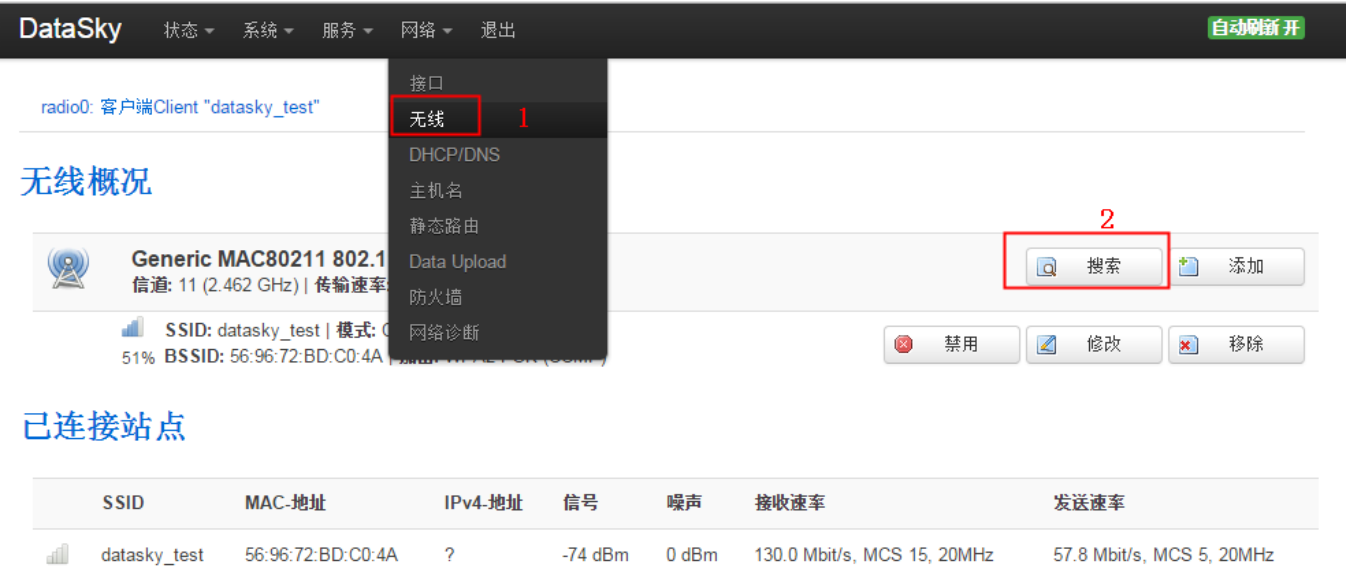 DataSky 状态 系统 服务 网络 退出 自动刷新 开
接口
radio0: 客户端Client "datasky_test"
无线 1
DHCP/DNS
无线概况
主机名
静态路由
2
Generic MAC80211 802.1
Data Upload
搜索 添加
信道: 11 (2.462 GHz) | 传输速率
防火墙
SSID: datasky_test | 模式:
网络诊断
禁用 修改 移除
51% BSSID: 56:96:72:BD:C0:4A |
已连接站点
SSID MAC-地址 IPv4-地址 信号 噪声 接收速率 发送速率
datasky_test 56:96:72:BD:C0:4A ? -74 dBm 0 dBm 130.0 Mbit/s, MCS 15, 20MHz 57.8 Mbit/s, MCS 5, 20MHz